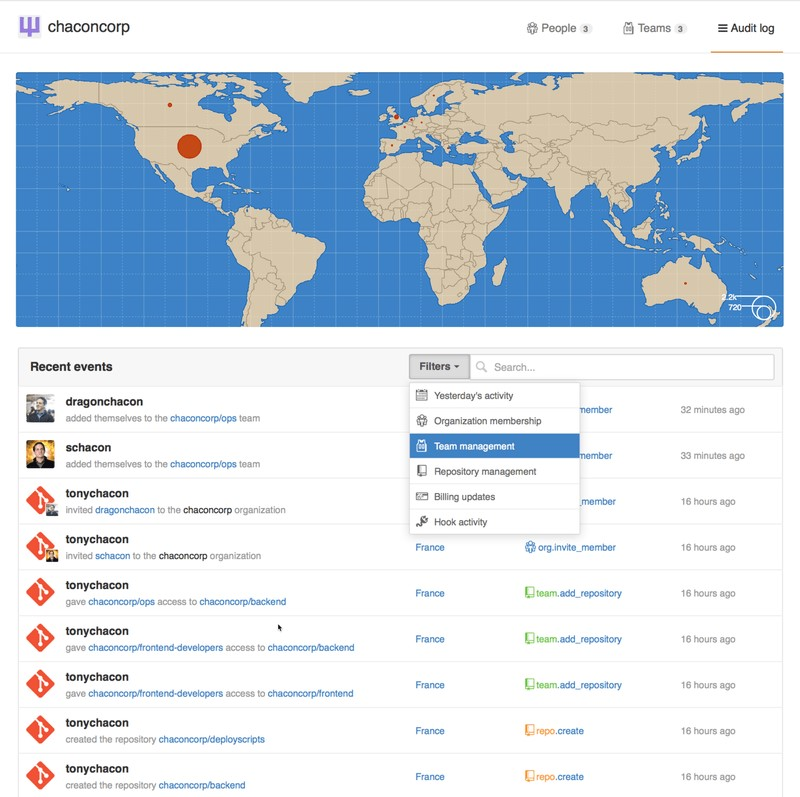 chaconcorp
People 3
Teams 3
Audit log
2.2k
720
Recent events
Filters
Search...
Yesterday's activity
Organization membership
Team management
Repository management
Billing updates
Hook activity
dragonchacon
added themselves to the chaconcorp/ops team
member
32 minutes ago
schacon
added themselves to the chaconcorp/ops team
member
33 minutes ago
tonychacon
invited dragonchacon to the chaconcorp organization
_member
16 hours ago
tonychacon
invited schacon to the chaconcorp organization
France
org.invite_member
16 hours ago
tonychacon
gave chaconcorp/ops access to chaconcorp/backend
France
team.add_repository
16 hours ago
tonychacon
gave chaconcorp/frontend-developers access to chaconcorp/backend
France
team.add_repository
16 hours ago
tonychacon
gave chaconcorp/frontend-developers access to chaconcorp/frontend
France
team.add_repository
16 hours ago
tonychacon
created the repository chaconcorp/deployscripts
France
repo.create
16 hours ago
tonychacon
created the repository chaconcorp/backend
France
repo.create
16 hours ago